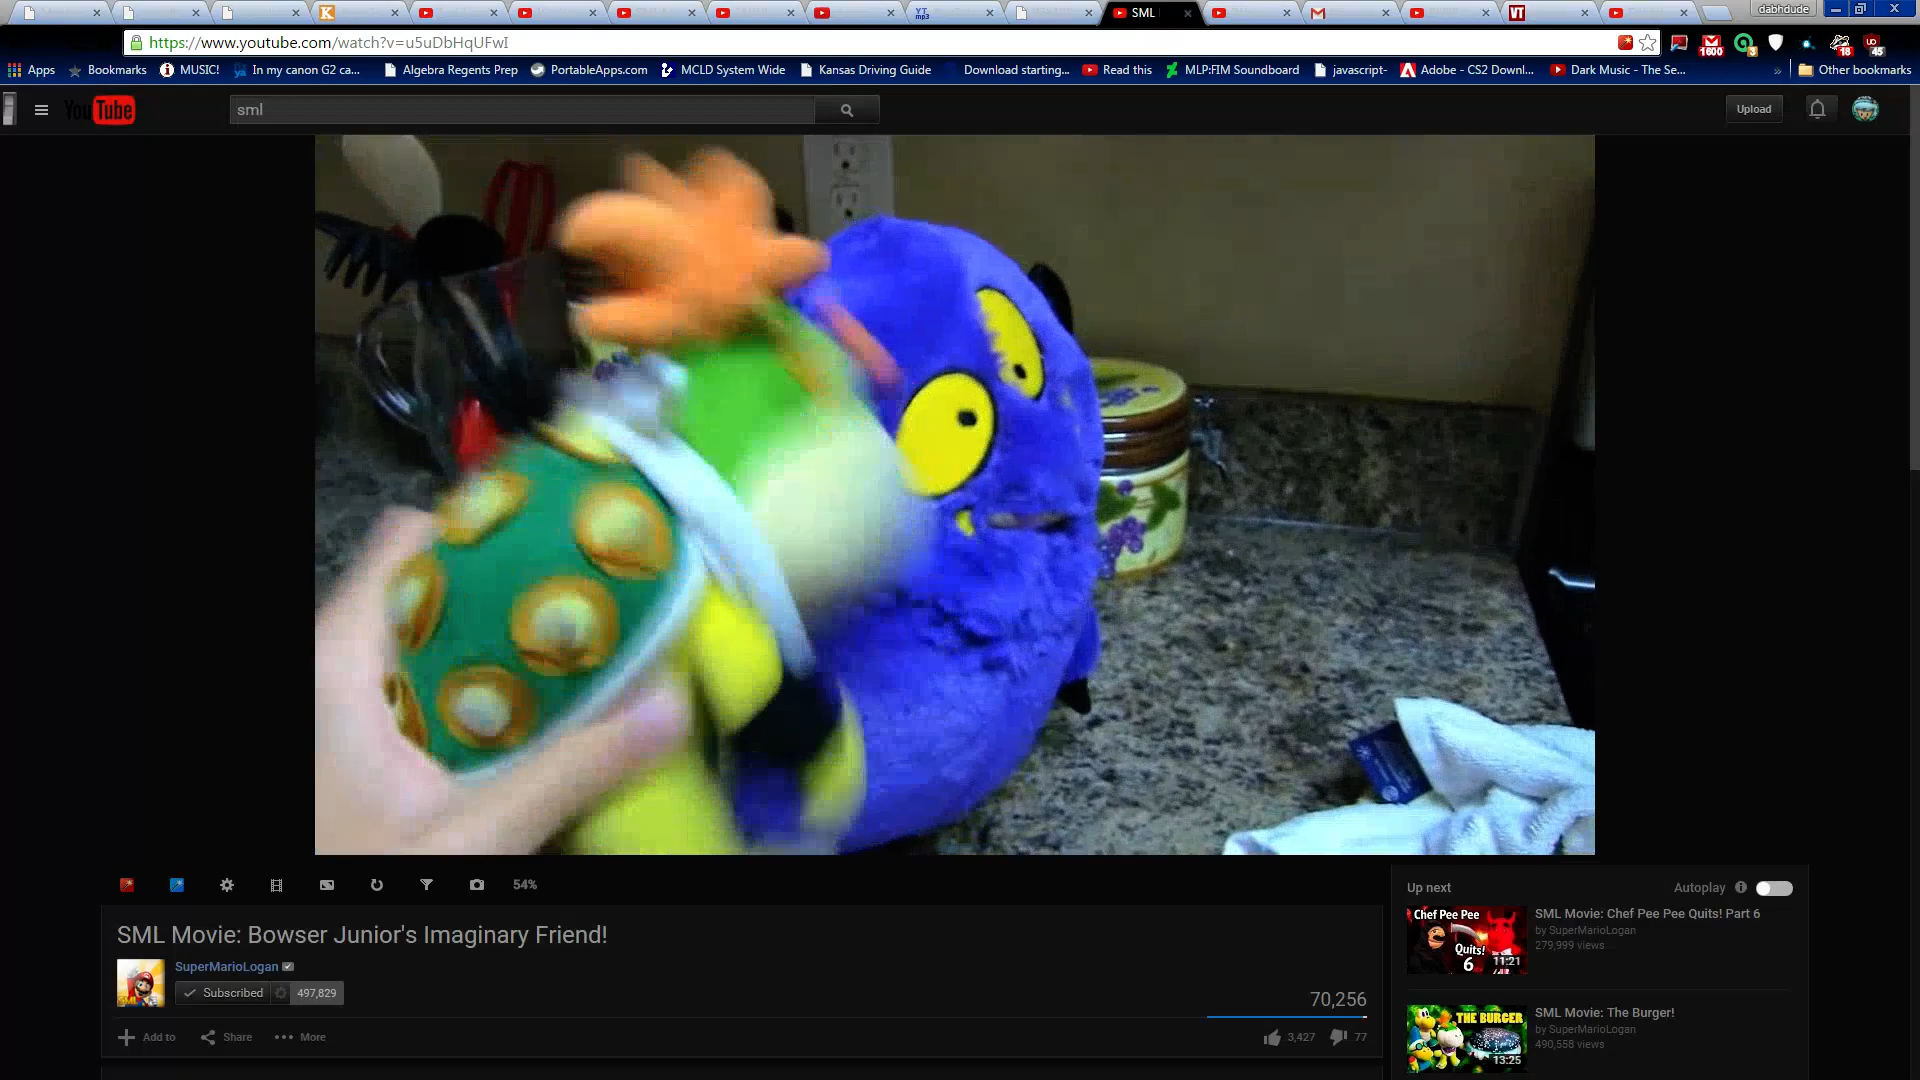 SML
dabhdude
https://www.youtube.com/watch?v=u5uDbHqUFwI
1600
3
18
45
Apps
Bookmarks
MUSIC!
In my canon G2 ca...
Algebra Regents Prep
PortableApps.com
MCLD System Wide
Kansas Driving Guide
Download starting...
Read this
MLP:FIM Soundboard
javascript-
Adobe - CS2 Downl...
Dark Music - The Se...
»
Other bookmarks
YouTube
sml
Upload
54%
SML Movie: Bowser Junior's Imaginary Friend!
SuperMarioLogan
Subscribed
497,829
70,256
Add to
Share
More
3,427
77
Up next
Autoplay
Chef Pee Pee
Quits!
6
11:21
SML Movie: Chef Pee Pee Quits! Part 6
by SuperMarioLogan
279,999 views
THE BURGER
13:25
SML Movie: The Burger!
by SuperMarioLogan
490,558 views